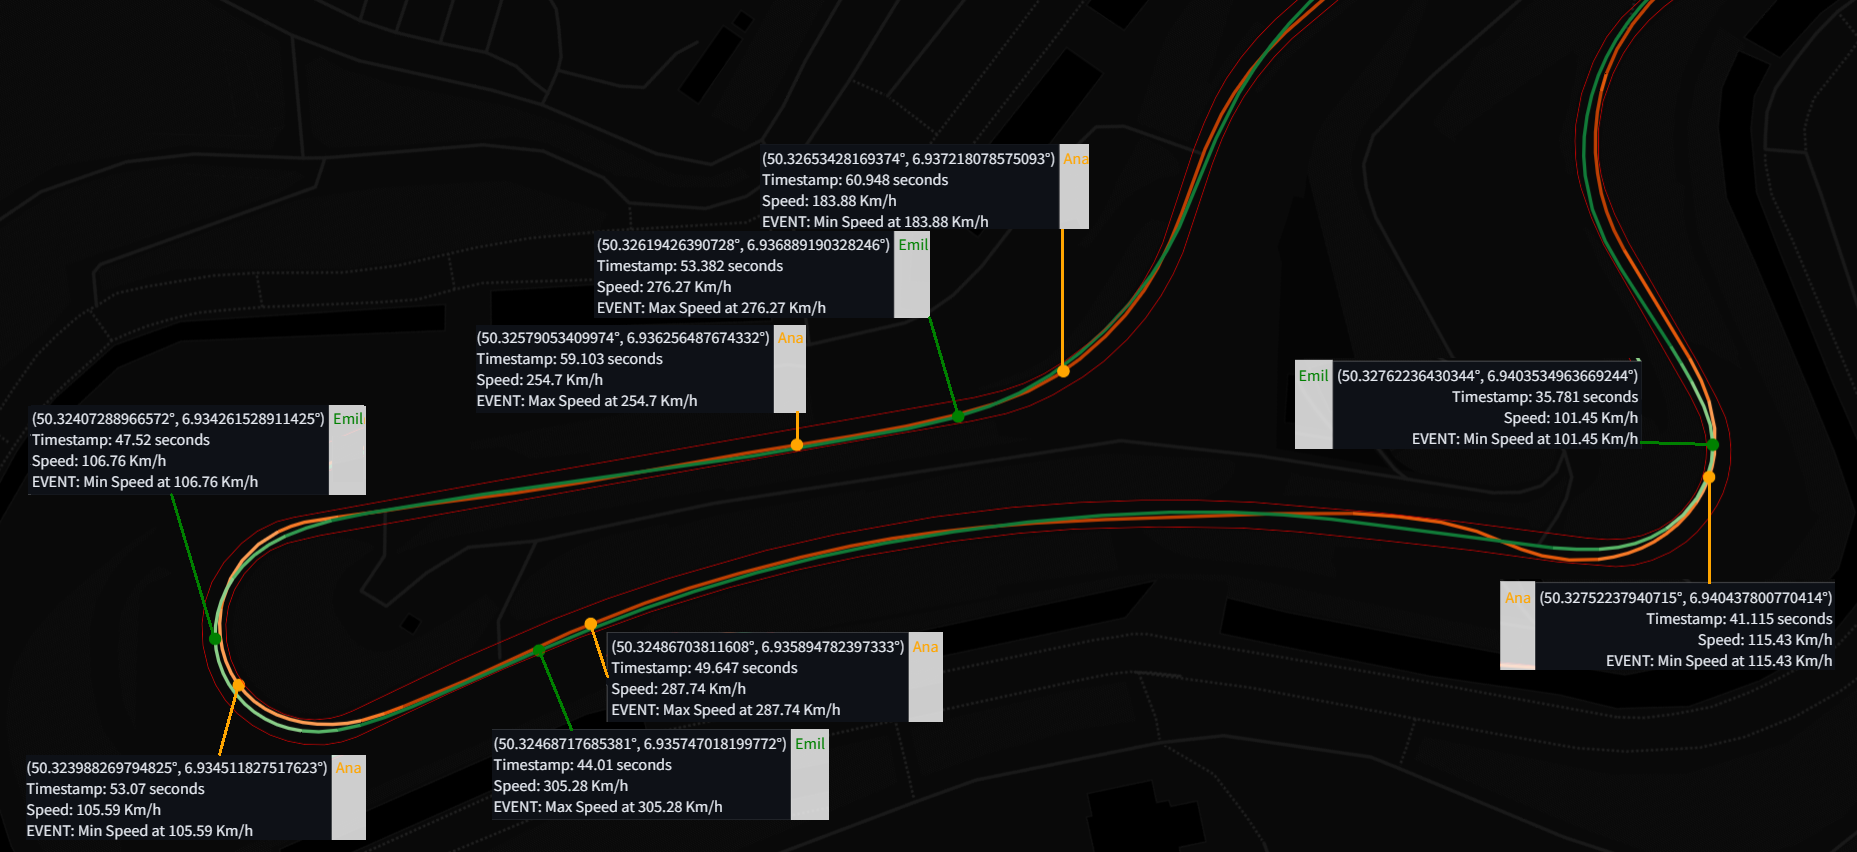 (50.32653428169374°, 6.937218078575093°) Ana
Timestamp: 60.948 seconds
Speed: 183.88 Km/h
EVENT: Min Speed at 183.88 Km/h
(50.32619426390728°, 6.936889190328246°) Emil
Timestamp: 53.382 seconds
Speed: 276.27 Km/h
EVENT: Max Speed at 276.27 Km/h
(50.32579053409974°, 6.936256487674332°) Ana
Timestamp: 59.103 seconds
Speed: 254.7 Km/h
EVENT: Max Speed at 254.7 Km/h
Emil (50.32762236430344°, 6.9403534963669244°)
Timestamp: 35.781 seconds
Speed: 101.45 Km/h
EVENT: Min Speed at 101.45 Km/h
(50.32407288966572°, 6.934261528911425°) Emil
Timestamp: 47.52 seconds
Speed: 106.76 Km/h
EVENT: Min Speed at 106.76 Km/h
Ana (50.32752237940715°, 6.940437800770414°)
Timestamp: 41.115 seconds
Speed: 115.43 Km/h
EVENT: Min Speed at 115.43 Km/h
(50.32486703811608°, 6.935894782397333°) Ana
Timestamp: 49.647 seconds
Speed: 287.74 Km/h
EVENT: Max Speed at 287.74 Km/h
(50.32468717685381°, 6.935747018199772°) Emil
Timestamp: 44.01 seconds
Speed: 305.28 Km/h
EVENT: Max Speed at 305.28 Km/h
(50.323988269794825°, 6.934511827517623°) Ana
Timestamp: 53.07 seconds
Speed: 105.59 Km/h
EVENT: Min Speed at 105.59 Km/h